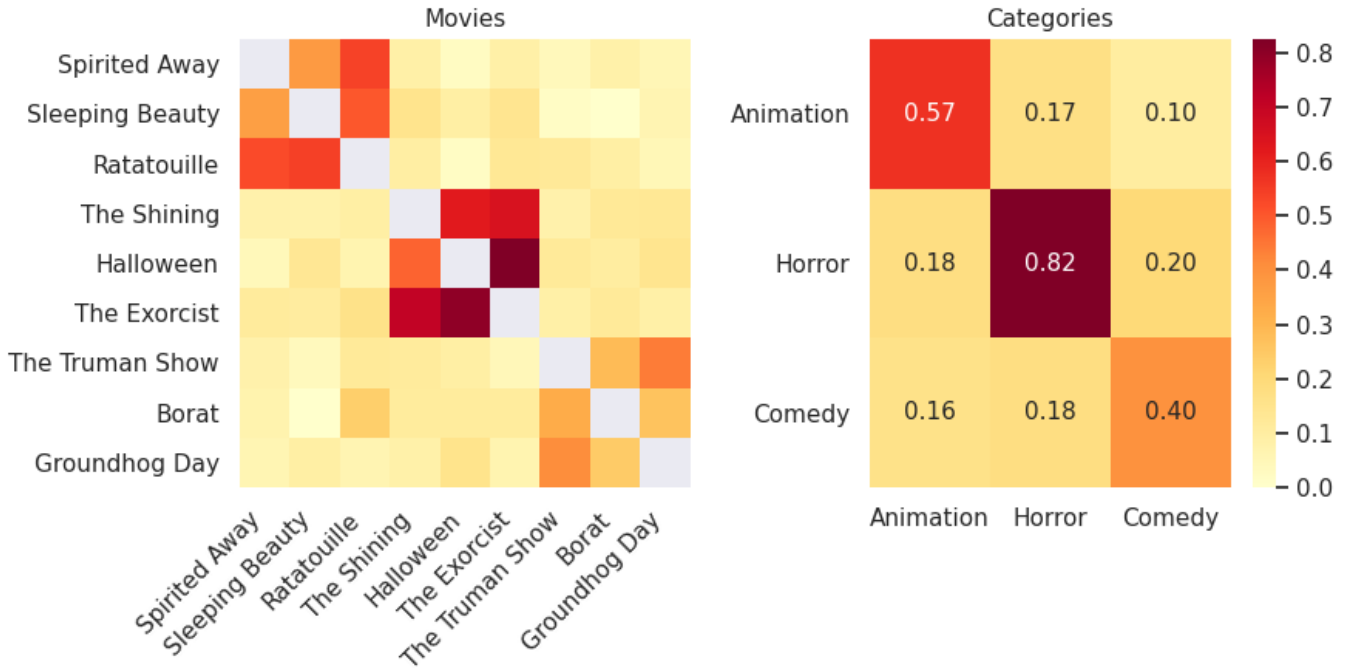 Movies
Spirited Away
Sleeping Beauty
Ratatouille
The Shining
Halloween
The Exorcist
The Truman Show
Borat
Groundhog Day
Spirited Away
Sleeping Beauty
Ratatouille
The Shining
Halloween
The Exorcist
The Truman Show
Borat
Groundhog Day
Categories
Animation 0.57 0.17 0.10
Horror 0.18 0.82 0.20
Comedy 0.16 0.18 0.40
Animation Horror Comedy
0.8
0.7
0.6
0.5
0.4
0.3
0.2
0.1
0.0